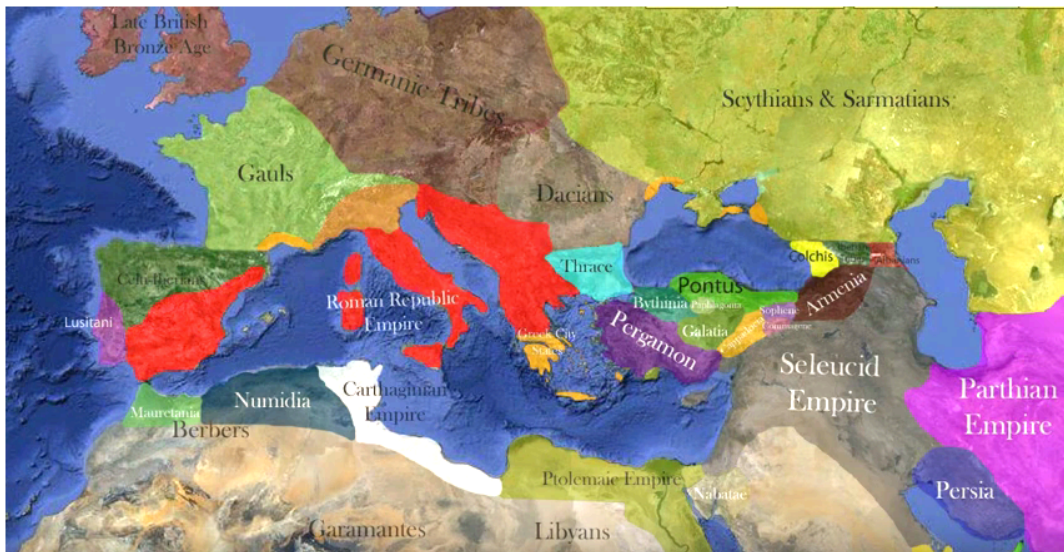 Late British
Bronze Age
Germanic Tribes
Scythians & Sarmatians
Gauls
Dacians
Celtiberians
Thrace
Colchis
Pontus
Armenia
Lusitani
Roman Republic
Empire
Bythinia
Paphlagonia
Sophene
Commagene
Galatia
Cappadocia
Pergamon
Greek City
States
Seleucid
Empire
Parthian
Empire
Mauretania
Numidia
Carthaginian
Empire
Berbers
Ptolemaic Empire
Nabatae
Persia
Garamantes
Libyans